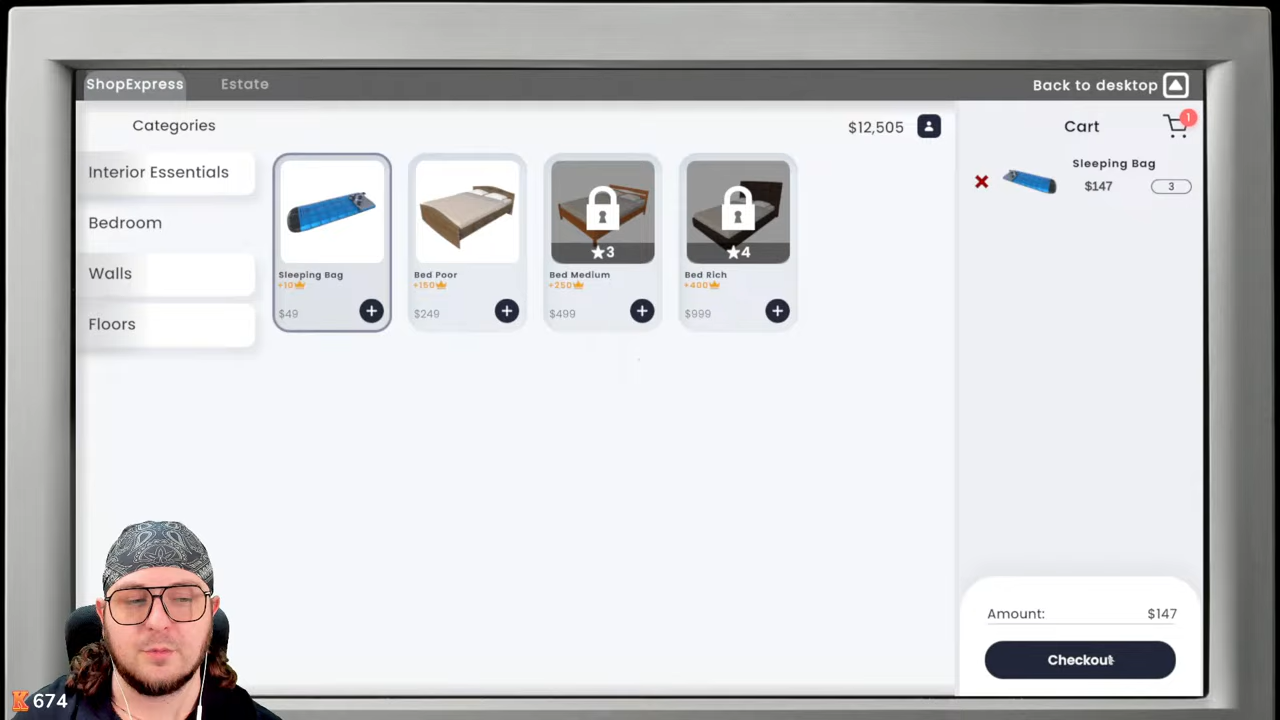 ShopExpress
Estate
Back to desktop
Categories
$12,505
Cart
1
Interior Essentials
Bedroom
Walls
Floors
Sleeping Bag
+10
$49
Bed Poor
+150
$249
★3
Bed Medium
+250
$499
★4
Bed Rich
+400
$999
Sleeping Bag
$147
3
Amount: $147
Checkout
K 674